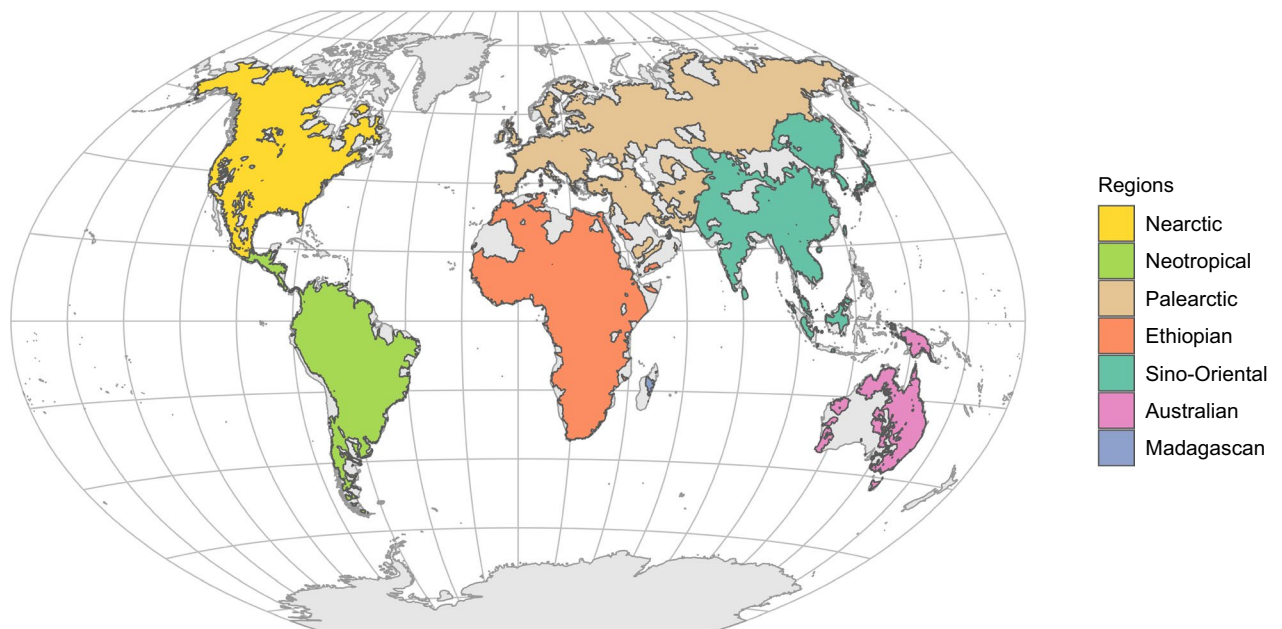 Regions
Nearctic
Neotropical
Palearctic
Ethiopian
Sino-Oriental
Australian
Madagascan